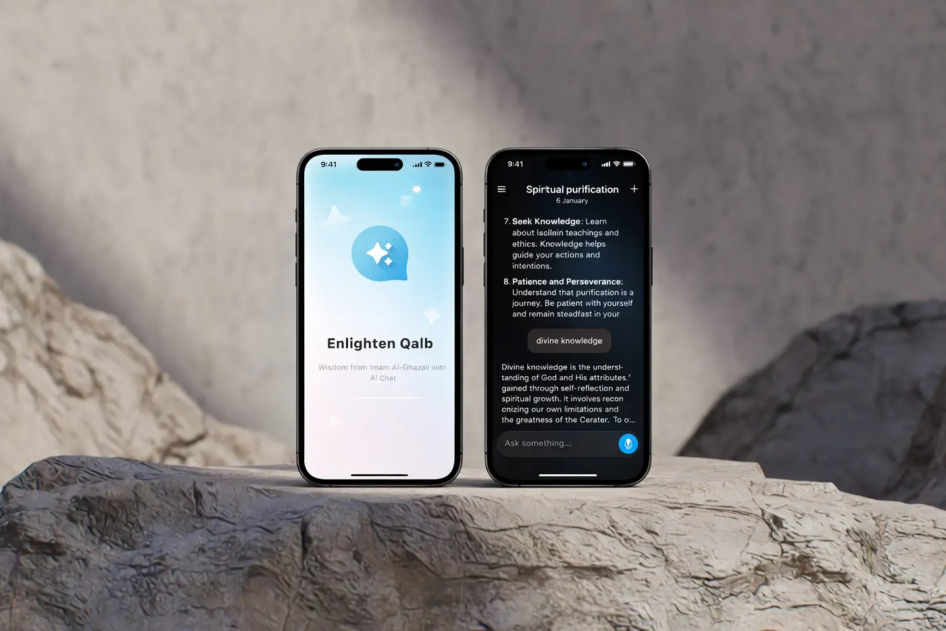 9:41
Enlighten Qalb
Wisdom from Imam Al-Ghazali with
AI Chat
9:41
Spirtual purification
6 January
7. Seek Knowledge: Learn
about Iscilain teachings and
ethics. Knowledge helps
guide your actions and
intentions.
8. Patience and Perseverance:
Understand that purification is a
journey. Be patient with yourself
and remain steadfast in your
divine knowledge
Divine knowledge is the underst-
tanding of God and His attributes.'
gamed through self-reflection and
spiritual growth. It involves recon
onizing our own limitations and
the greatness of the Cerator. To o:...
Ask something...